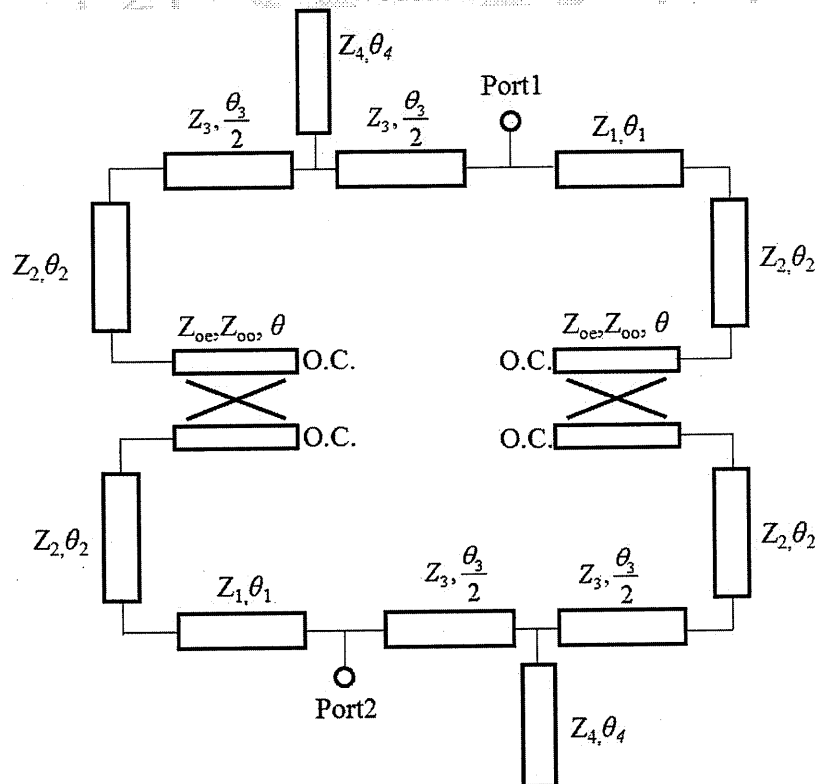 Z₄,θ₄
Port1
Z₃, θ₃/2
Z₃, θ₃/2
Z₁,θ₁
Z₂,θ₂
Z₂,θ₂
Zoe,Zoo, θ
Zoe,Zoo, θ
O.C.
O.C.
O.C.
O.C.
Z₂,θ₂
Z₂,θ₂
Z₁,θ₁
Z₃, θ₃/2
Z₃, θ₃/2
Port2
Z₄,θ₄